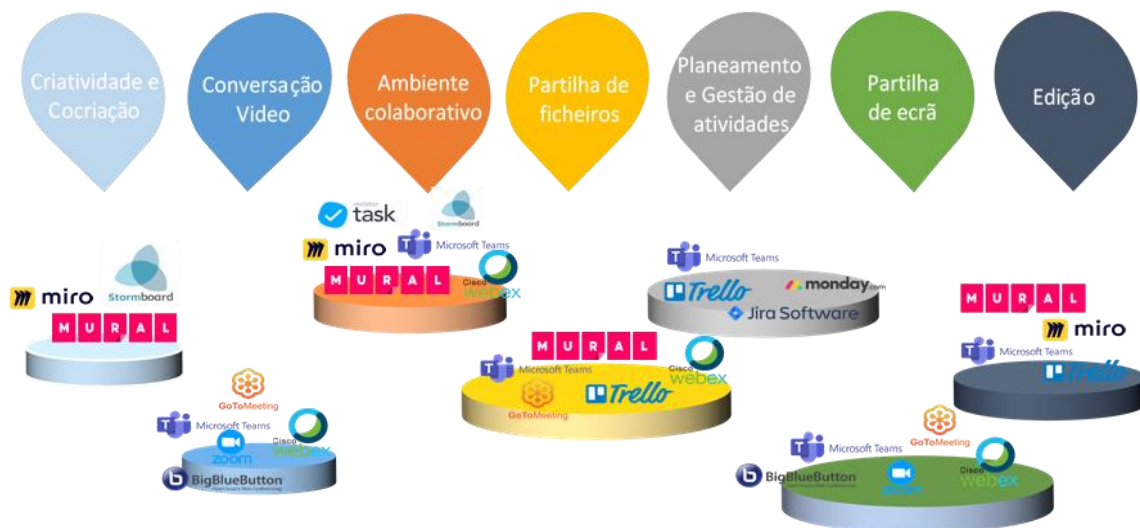 Criatividade e
Cocriação
Conversação
Video
Ambiente
colaborativo
Partilha de
ficheiros
Planeamento
e Gestão de
atividades
Partilha
de ecrã
Edição
miro
Stormboard
MURAL
GoToMeeting
Microsoft Teams
zoom
Cisco
webex
BigBlueButton
meister
task
Stormboard
miro
Microsoft Teams
MURAL
Cisco
webex
MURAL
Microsoft Teams
Cisco
webex
GoToMeeting
Trello
Microsoft Teams
Trello
monday.com
Jira Software
GoToMeeting
Microsoft Teams
BigBlueButton
zoom
Cisco
webex
MURAL
miro
Microsoft Teams
Trello